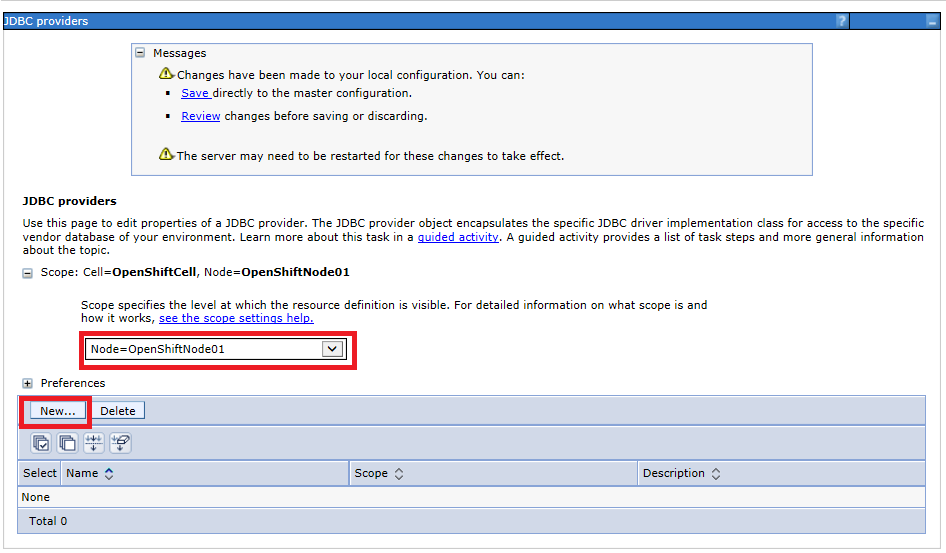 JDBC providers ? _
Messages
Changes have been made to your local configuration. You can:
Save directly to the master configuration.
Review changes before saving or discarding.
The server may need to be restarted for these changes to take effect.
JDBC providers
Use this page to edit properties of a JDBC provider. The JDBC provider object encapsulates the specific JDBC driver implementation class for access to the specific
vendor database of your environment. Learn more about this task in a guided activity. A guided activity provides a list of task steps and more general information
about the topic.
Scope: Cell=OpenShiftCell, Node=OpenShiftNode01
Scope specifies the level at which the resource definition is visible. For detailed information on what scope is and
how it works, see the scope settings help.
Node=OpenShiftNode01
Preferences
New... Delete
Select Name Scope Description
None
Total 0